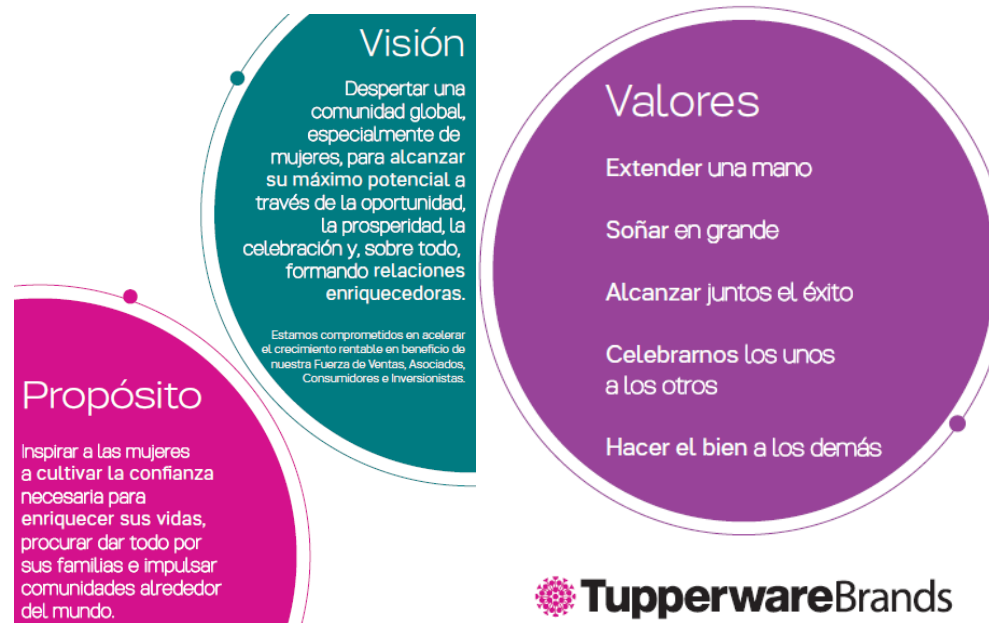 Visión
Despertar una
comunidad global,
especialmente de
mujeres, para alcanzar
su máximo potencial a
través de la oportunidad,
la prosperidad, la
celebración y, sobre todo,
formando relaciones
enriquecedoras.
Estamos comprometidos en acelerar
el crecimiento rentable en beneficio de
nuestra Fuerza de Ventas, Asociados,
Consumidores e Inversionistas.
Propósito
Inspirar a las mujeres
a cultivar la confianza
necesaria para
enriquecer sus vidas,
procurar dar todo por
sus familias e impulsar
comunidades alrededor
del mundo.
Valores
Extender una mano
Soñar en grande
Alcanzar juntos el éxito
Celebrarnos los unos
a los otros
Hacer el bien a los demás
TupperwareBrands